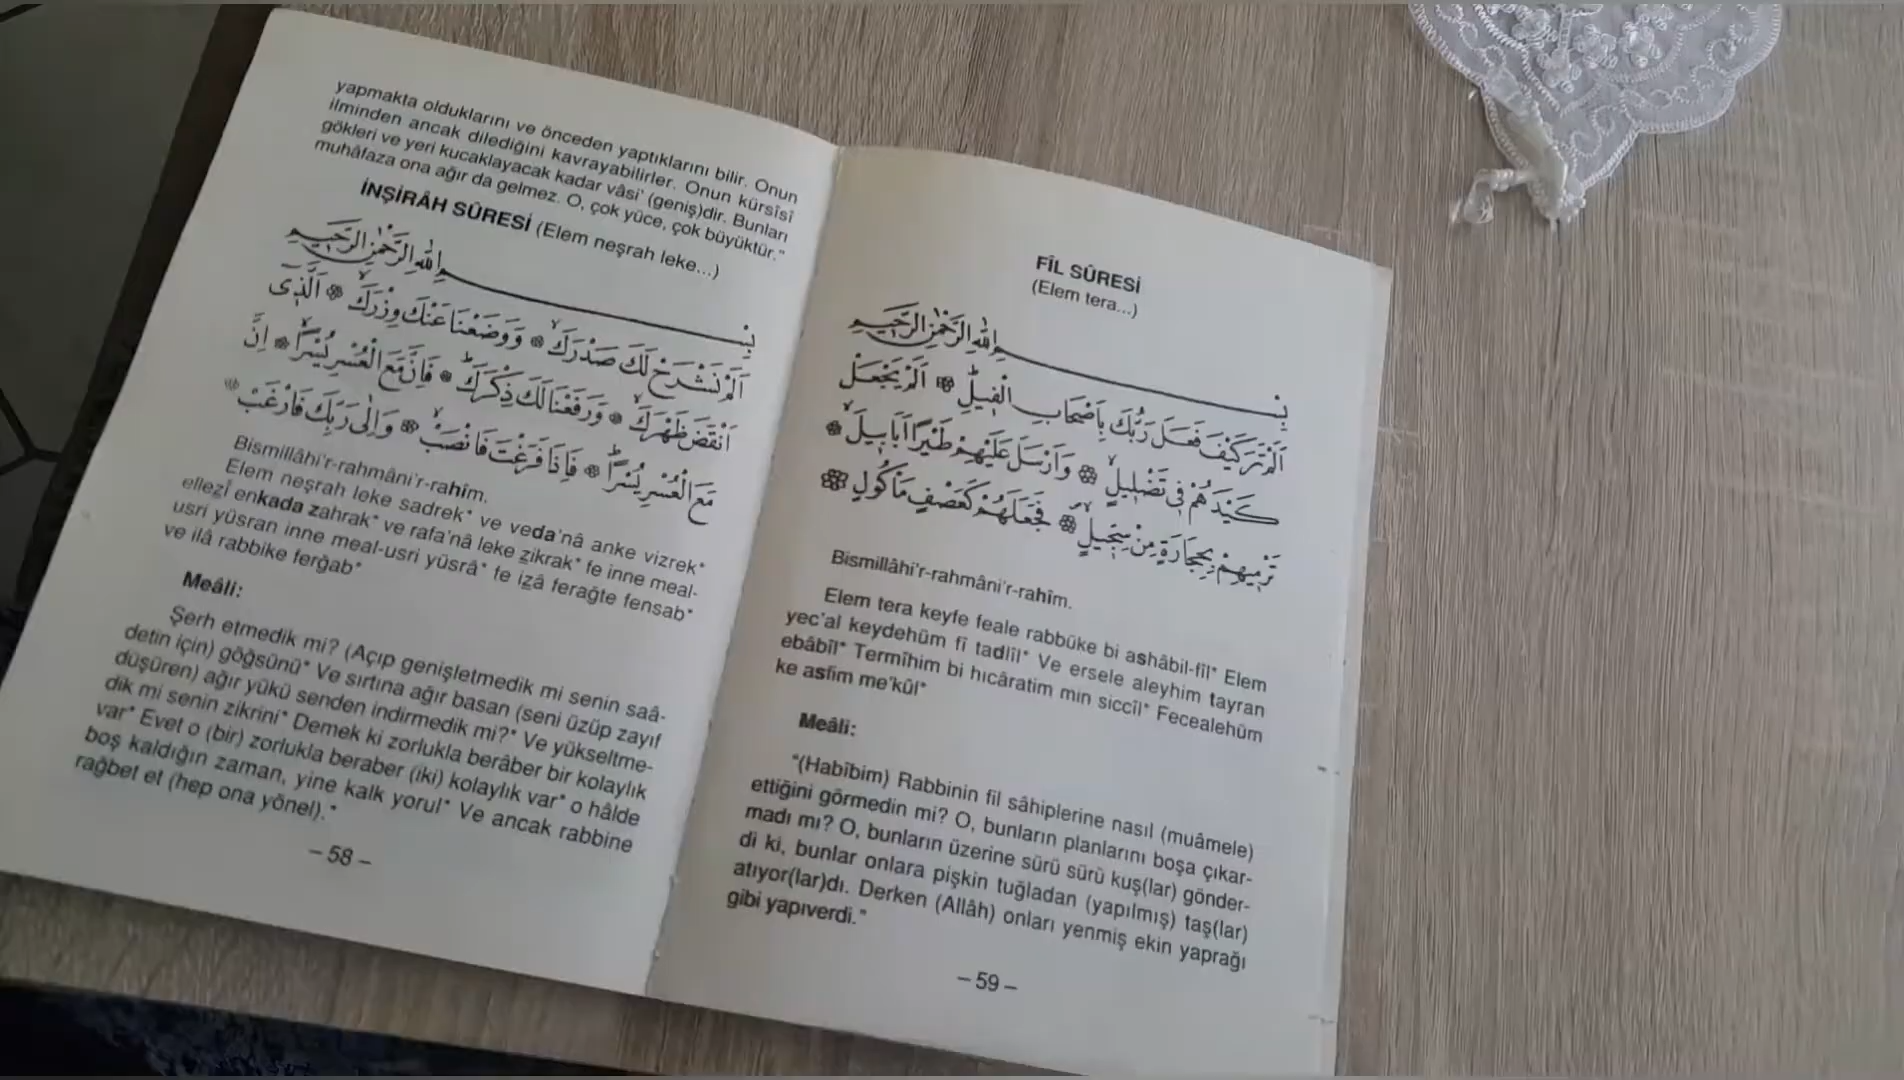 yapmakta olduklarını ve önceden yaptıklarını bilir. Onun
ilminden ancak dilediğini kavrayabilirler. Onun kürsîsî
gökleri ve yeri kucaklayacak kadar vâsi' (geniş)dir. Bunları
muhâfaza ona ağır da gelmez. O, çok yüce, çok büyüktür."
İNŞİRÂH SÛRESİ (Elem neşrah leke...)
بِسْمِ اللهِ الرَّحْمٰنِ الرَّحِيمِ
اَلَمْ نَشْرَحْ لَكَ صَدْرَكَۙ ❁ وَوَضَعْنَا عَنْكَ وِزْرَكَۙ ❁ اَلَّذٓى
اَنْقَضَ ظَهْرَكَۙ ❁ وَرَفَعْنَا لَكَ ذِكْرَكَۜ ❁ فَاِنَّ مَعَ الْعُسْرِ يُسْرًاۙ ❁ اِنَّ
مَعَ الْعُسْرِ يُسْرًاۜ ❁ فَاِذَا فَرَغْتَ فَانْصَبْۙ ❁ وَاِلٰى رَبِّكَ فَارْغَبْ ❁
Bismillâhi'r-rahmâni'r-rahîm.
Elem neşrah leke sadrek* ve veda'nâ anke vizrek*
ellezî enkada zahrak* ve rafa'nâ leke zikrak* fe inne meal-
usri yüsran inne meal-usri yüsrâ* fe izâ ferağte fensab*
ve ilâ rabbike ferğab*
Meâli:
Şerh etmedik mi? (Açıp genişletmedik mi senin saâ-
detin için) göğsünü* Ve sırtına ağır basan (seni üzüp zayıf
düşüren) ağır yükü senden indirmedik mi?* Ve yükseltme-
dik mi senin zikrini* Demek ki zorlukla berâber bir kolaylık
var* Evet o (bir) zorlukla beraber (iki) kolaylık var* o hâlde
boş kaldığın zaman, yine kalk yorul* Ve ancak rabbine
rağbet et (hep ona yönel)."
– 58 –
FÎL SÛRESİ
(Elem tera...)
بِسْمِ اللهِ الرَّحْمٰنِ الرَّحِيمِ
اَلَمْ تَرَ كَيْفَ فَعَلَ رَبُّكَ بِاَصْحَابِ الْفِيلِۜ ❁ اَلَمْ يَجْعَلْ
كَيْدَهُمْ فِى تَضْلِيلٍۙ ❁ وَاَرْسَلَ عَلَيْهِمْ طَيْرًا اَبَابِيلَۙ ❁
تَرْمِيهِمْ بِحِجَارَةٍ مِنْ سِجِّيلٍۙ ❁ فَجَعَلَهُمْ كَعَصْفٍ مَأْكُولٍ ❁
Bismillâhi'r-rahmâni'r-rahîm.
Elem tera keyfe feale rabbüke bi ashâbil-fîl* Elem
yec'al keydehüm fî tadlîl* Ve ersele aleyhim tayran
ebâbîl* Termîhim bi hıcâratim min siccîl* Fecealehüm
ke asfim me'kûl*
Meâli:
"(Habîbim) Rabbinin fil sâhiplerine nasıl (muâmele)
ettiğini görmedin mi? O, bunların planlarını boşa çıkar-
madı mı? O, bunların üzerine sürü sürü kuş(lar) gönder-
di ki, bunlar onlara pişkin tuğladan (yapılmış) taş(lar)
atıyor(lar)dı. Derken (Allâh) onları yenmiş ekin yaprağı
gibi yapıverdi."
– 59 –